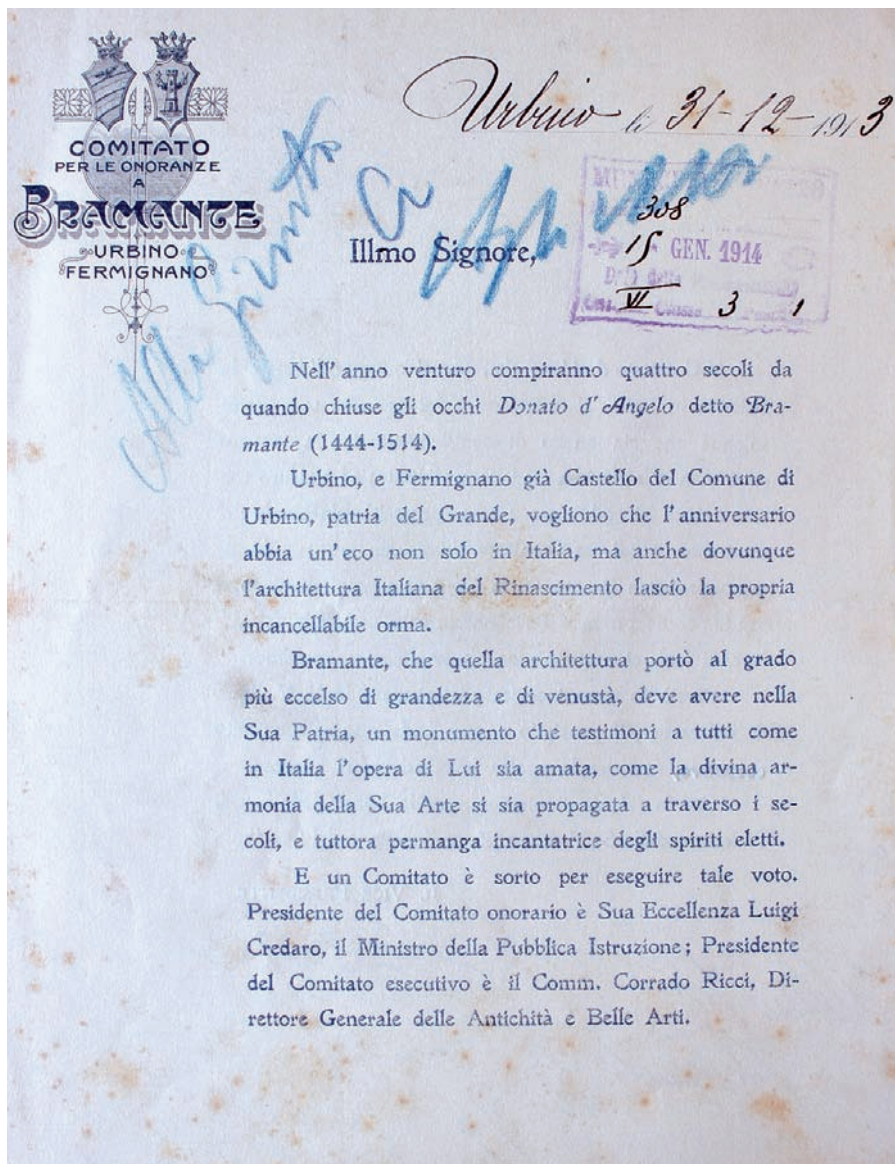 COMITATO
PER LE ONORANZE
A
BRAMANTE
URBINO
FERMIGNANO
Urbino li 31-12-1913
Alla Giunta
308
15 GEN. 1914
VI 3 1
Illmo Signore,
Nell'anno venturo compiranno quattro secoli da
quando chiuse gli occhi Donato d'Angelo detto Bra-
mante (1444-1514).
Urbino, e Fermignano già Castello del Comune di
Urbino, patria del Grande, vogliono che l'anniversario
abbia un'eco non solo in Italia, ma anche dovunque
l'architettura Italiana del Rinascimento lasciò la propria
incancellabile orma.
Bramante, che quella architettura portò al grado
più eccelso di grandezza e di venustà, deve avere nella
Sua Patria, un monumento che testimoni a tutti come
in Italia l'opera di Lui sia amata, come la divina ar-
monia della Sua Arte si sia propagata a traverso i se-
coli, e tuttora permanga incantatrice degli spiriti eletti.
E un Comitato è sorto per eseguire tale voto.
Presidente del Comitato onorario è Sua Eccellenza Luigi
Credaro, il Ministro della Pubblica Istruzione; Presidente
del Comitato esecutivo è il Comm. Corrado Ricci, Di-
rettore Generale delle Antichità e Belle Arti.